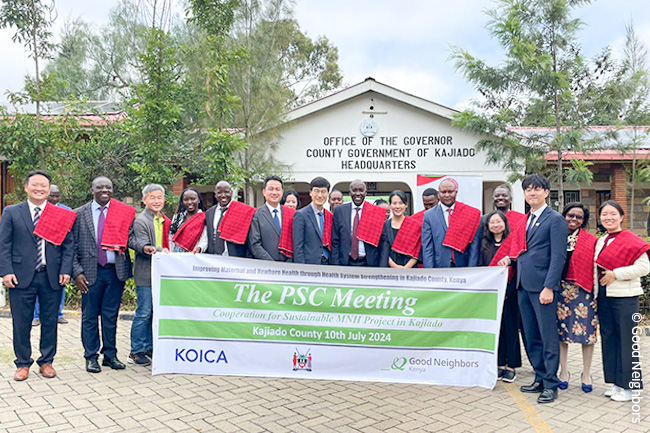 OFFICE OF THE GOVERNOR
COUNTY GOVERNMENT OF KAJIADO
HEADQUARTERS
Improving Maternal and Newborn Health through Health System Strengthening in Kajiado County, Kenya
The PSC Meeting
Cooperation for Sustainable MNH Project in Kajiado
Kajiado County 10th July 2024
KOICA
Good Neighbors
Kenya
© Good Neighbors